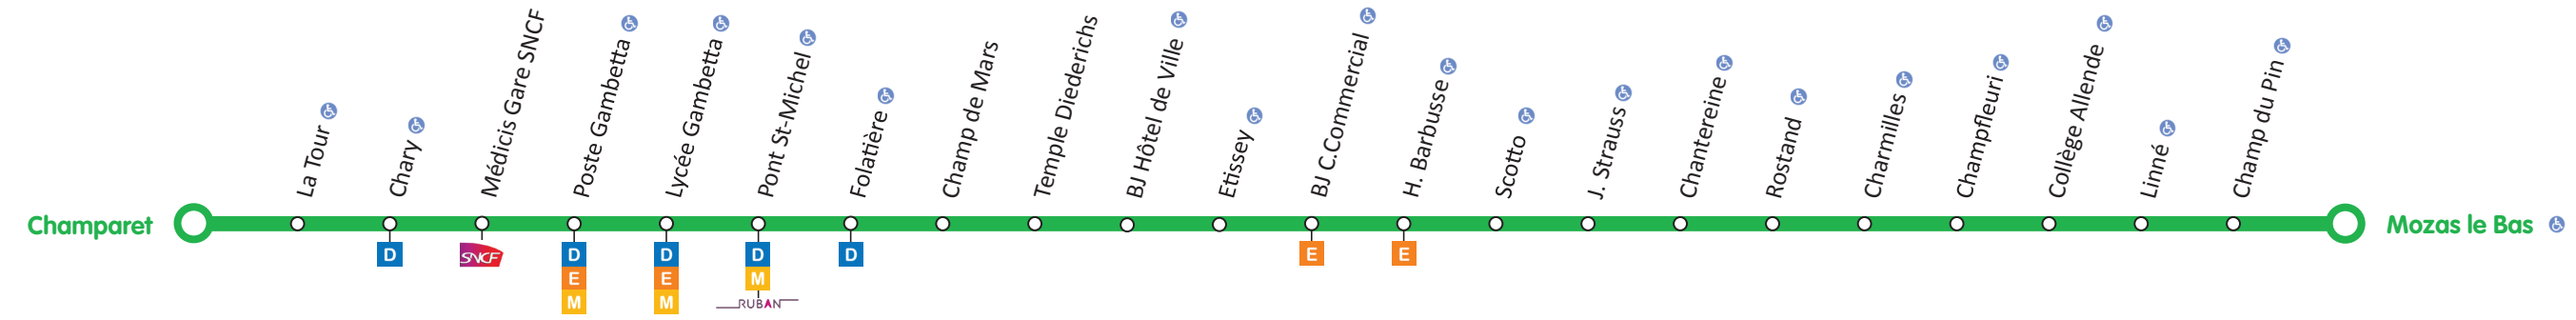 Champaret
La Tour
Chary
Médicis Gare SNCF
Poste Gambetta
Lycée Gambetta
Pont St-Michel
Folatière
Champ de Mars
Temple Diederichs
BJ Hôtel de Ville
Etissey
BJ C.Commercial
H. Barbusse
Scotto
J. Strauss
Chantereine
Rostand
Charmilles
Champfleuri
Collège Allende
Linné
Champ du Pin
Mozas le Bas
D
SNCF
D
E
M
D
E
M
D
M
RUBAN
D
E
E